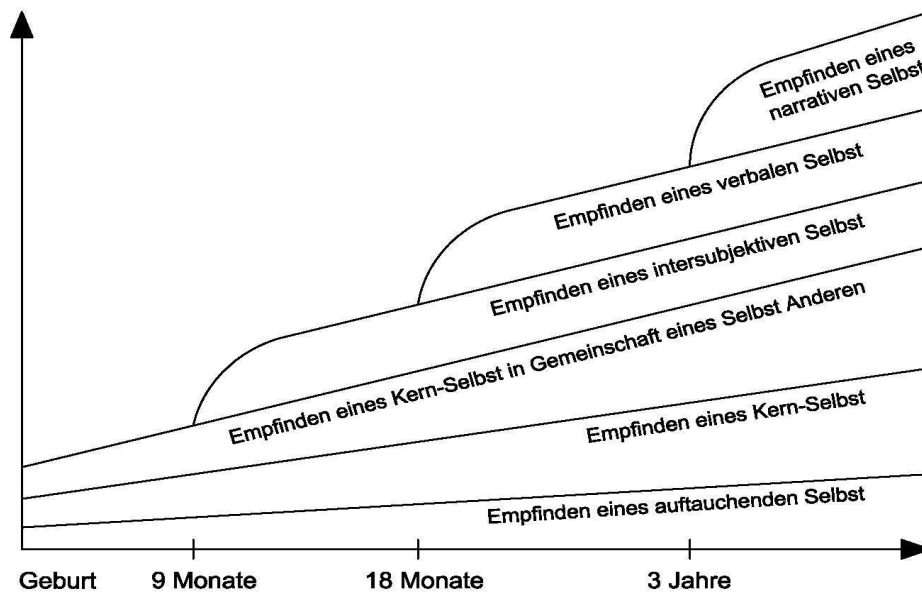 Empfinden eines
narrativen Selbst
Empfinden eines verbalen Selbst
Empfinden eines intersubjektiven Selbst
Empfinden eines Kern-Selbst in Gemeinschaft eines Selbst Anderen
Empfinden eines Kern-Selbst
Empfinden eines auftauchenden Selbst
Geburt 9 Monate 18 Monate 3 Jahre